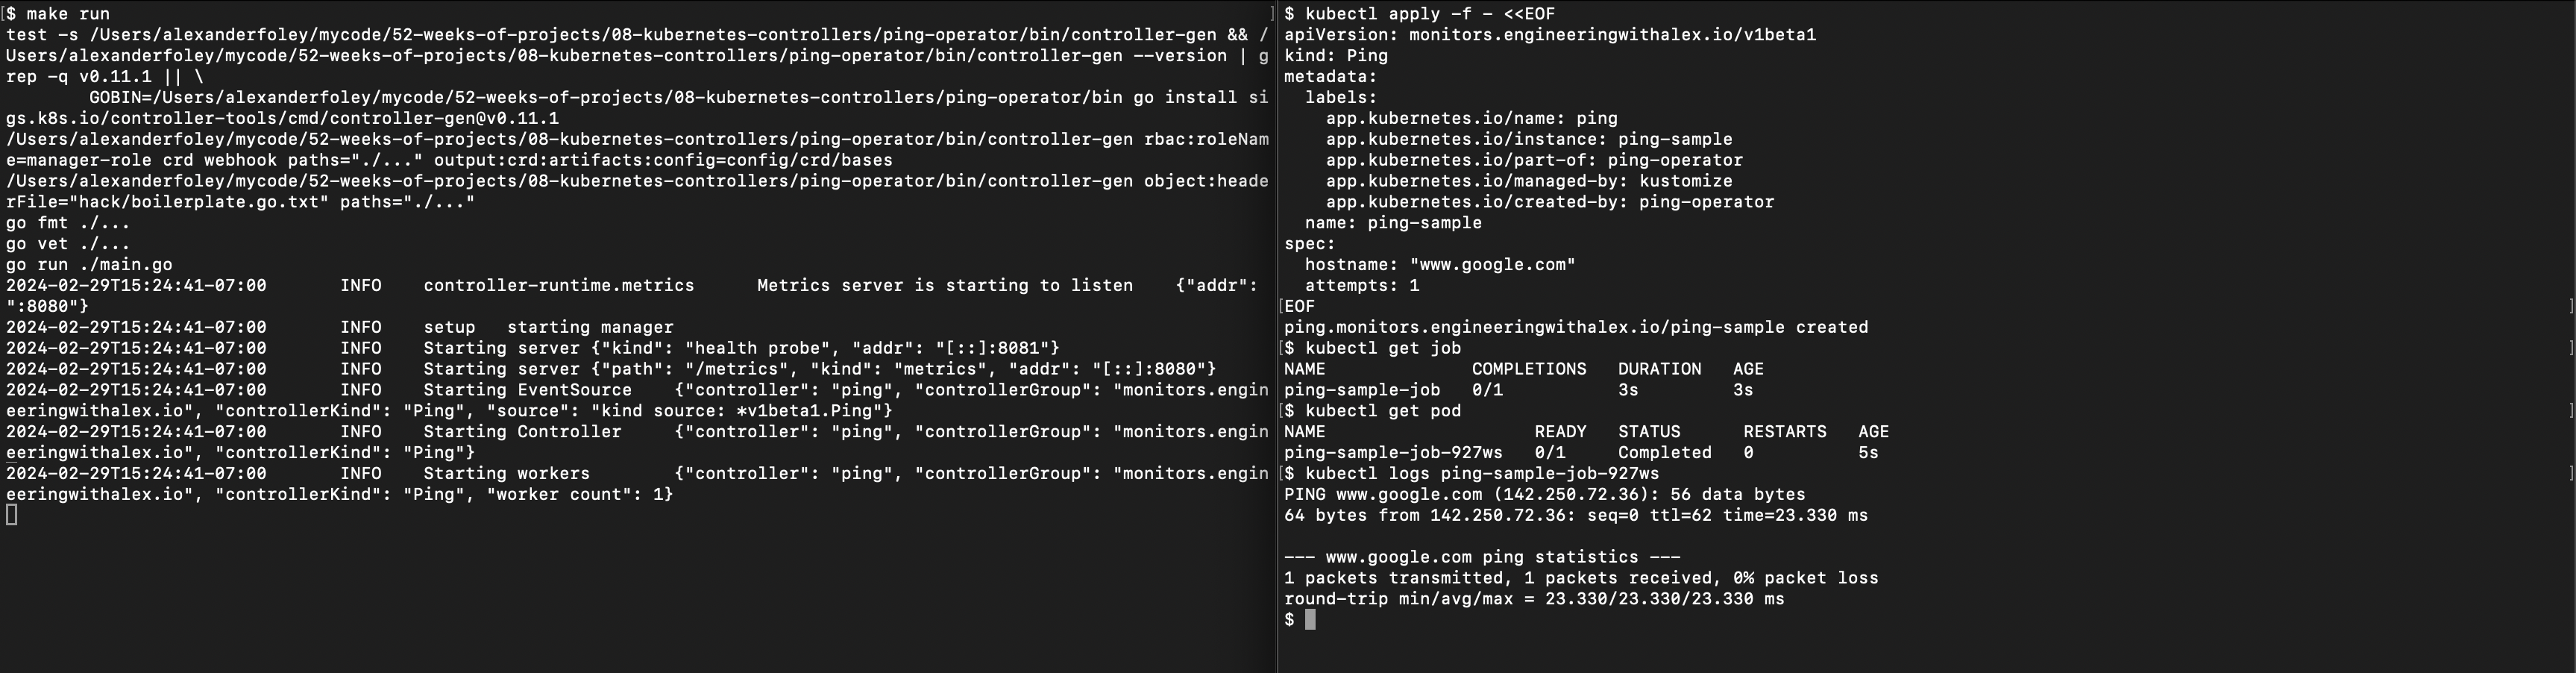 $ make run
test -s /Users/alexanderfoley/mycode/52-weeks-of-projects/08-kubernetes-controllers/ping-operator/bin/controller-gen && /
Users/alexanderfoley/mycode/52-weeks-of-projects/08-kubernetes-controllers/ping-operator/bin/controller-gen --version | g
rep -q v0.11.1 || \
        GOBIN=/Users/alexanderfoley/mycode/52-weeks-of-projects/08-kubernetes-controllers/ping-operator/bin go install si
gs.k8s.io/controller-tools/cmd/controller-gen@v0.11.1
/Users/alexanderfoley/mycode/52-weeks-of-projects/08-kubernetes-controllers/ping-operator/bin/controller-gen rbac:roleNam
e=manager-role crd webhook paths="./..." output:crd:artifacts:config=config/crd/bases
/Users/alexanderfoley/mycode/52-weeks-of-projects/08-kubernetes-controllers/ping-operator/bin/controller-gen object:heade
rFile="hack/boilerplate.go.txt" paths="./..."
go fmt ./...
go vet ./...
go run ./main.go
2024-02-29T15:24:41-07:00       INFO    controller-runtime.metrics      Metrics server is starting to listen    {"addr":
":8080"}
2024-02-29T15:24:41-07:00       INFO    setup   starting manager
2024-02-29T15:24:41-07:00       INFO    Starting server {"kind": "health probe", "addr": "[::]:8081"}
2024-02-29T15:24:41-07:00       INFO    Starting server {"path": "/metrics", "kind": "metrics", "addr": "[::]:8080"}
2024-02-29T15:24:41-07:00       INFO    Starting EventSource    {"controller": "ping", "controllerGroup": "monitors.engin
eeringwithalex.io", "controllerKind": "Ping", "source": "kind source: *v1beta1.Ping"}
2024-02-29T15:24:41-07:00       INFO    Starting Controller     {"controller": "ping", "controllerGroup": "monitors.engin
eeringwithalex.io", "controllerKind": "Ping"}
2024-02-29T15:24:41-07:00       INFO    Starting workers        {"controller": "ping", "controllerGroup": "monitors.engin
eeringwithalex.io", "controllerKind": "Ping", "worker count": 1}
$ kubectl apply -f - <<EOF
apiVersion: monitors.engineeringwithalex.io/v1beta1
kind: Ping
metadata:
  labels:
    app.kubernetes.io/name: ping
    app.kubernetes.io/instance: ping-sample
    app.kubernetes.io/part-of: ping-operator
    app.kubernetes.io/managed-by: kustomize
    app.kubernetes.io/created-by: ping-operator
  name: ping-sample
spec:
  hostname: "www.google.com"
  attempts: 1
EOF
ping.monitors.engineeringwithalex.io/ping-sample created
$ kubectl get job
NAME              COMPLETIONS   DURATION   AGE
ping-sample-job   0/1           3s         3s
$ kubectl get pod
NAME                    READY   STATUS      RESTARTS   AGE
ping-sample-job-927ws   0/1     Completed   0          5s
$ kubectl logs ping-sample-job-927ws
PING www.google.com (142.250.72.36): 56 data bytes
64 bytes from 142.250.72.36: seq=0 ttl=62 time=23.330 ms

--- www.google.com ping statistics ---
1 packets transmitted, 1 packets received, 0% packet loss
round-trip min/avg/max = 23.330/23.330/23.330 ms
$